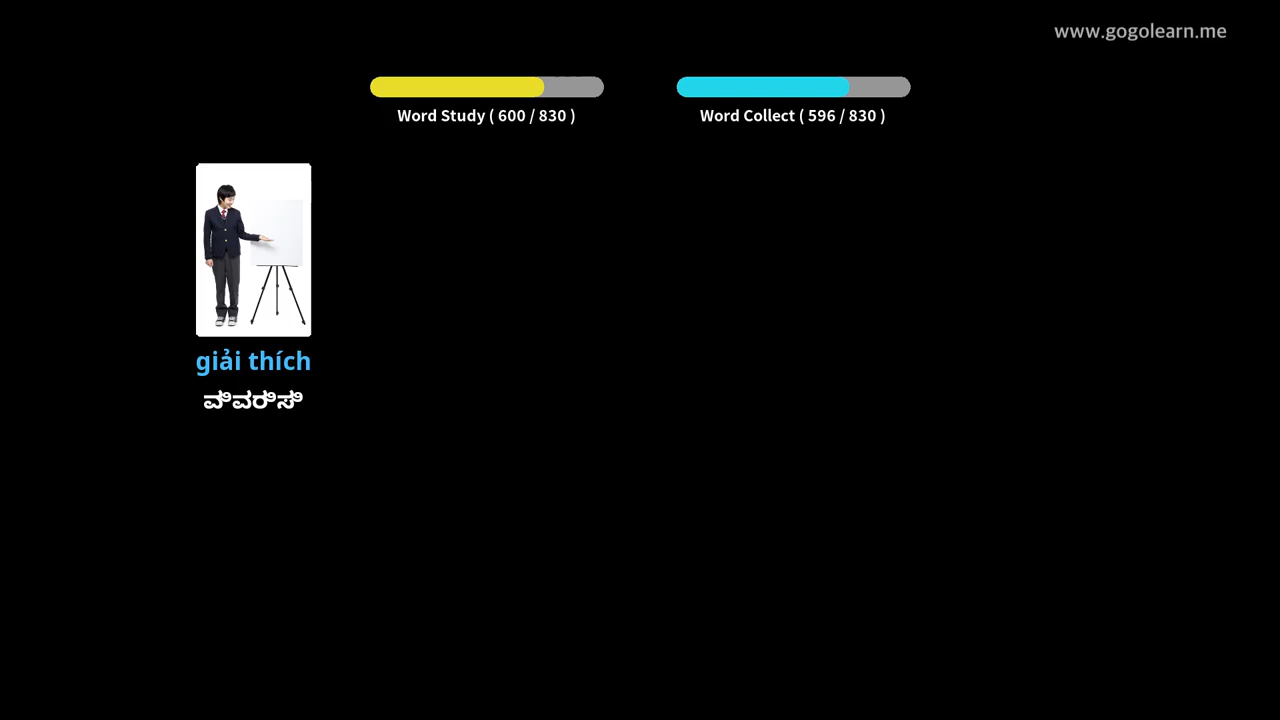 www.gogolearn.me
Word Study ( 600 / 830 )
Word Collect ( 596 / 830 )
giải thích
ವಿವರಿಸಿ